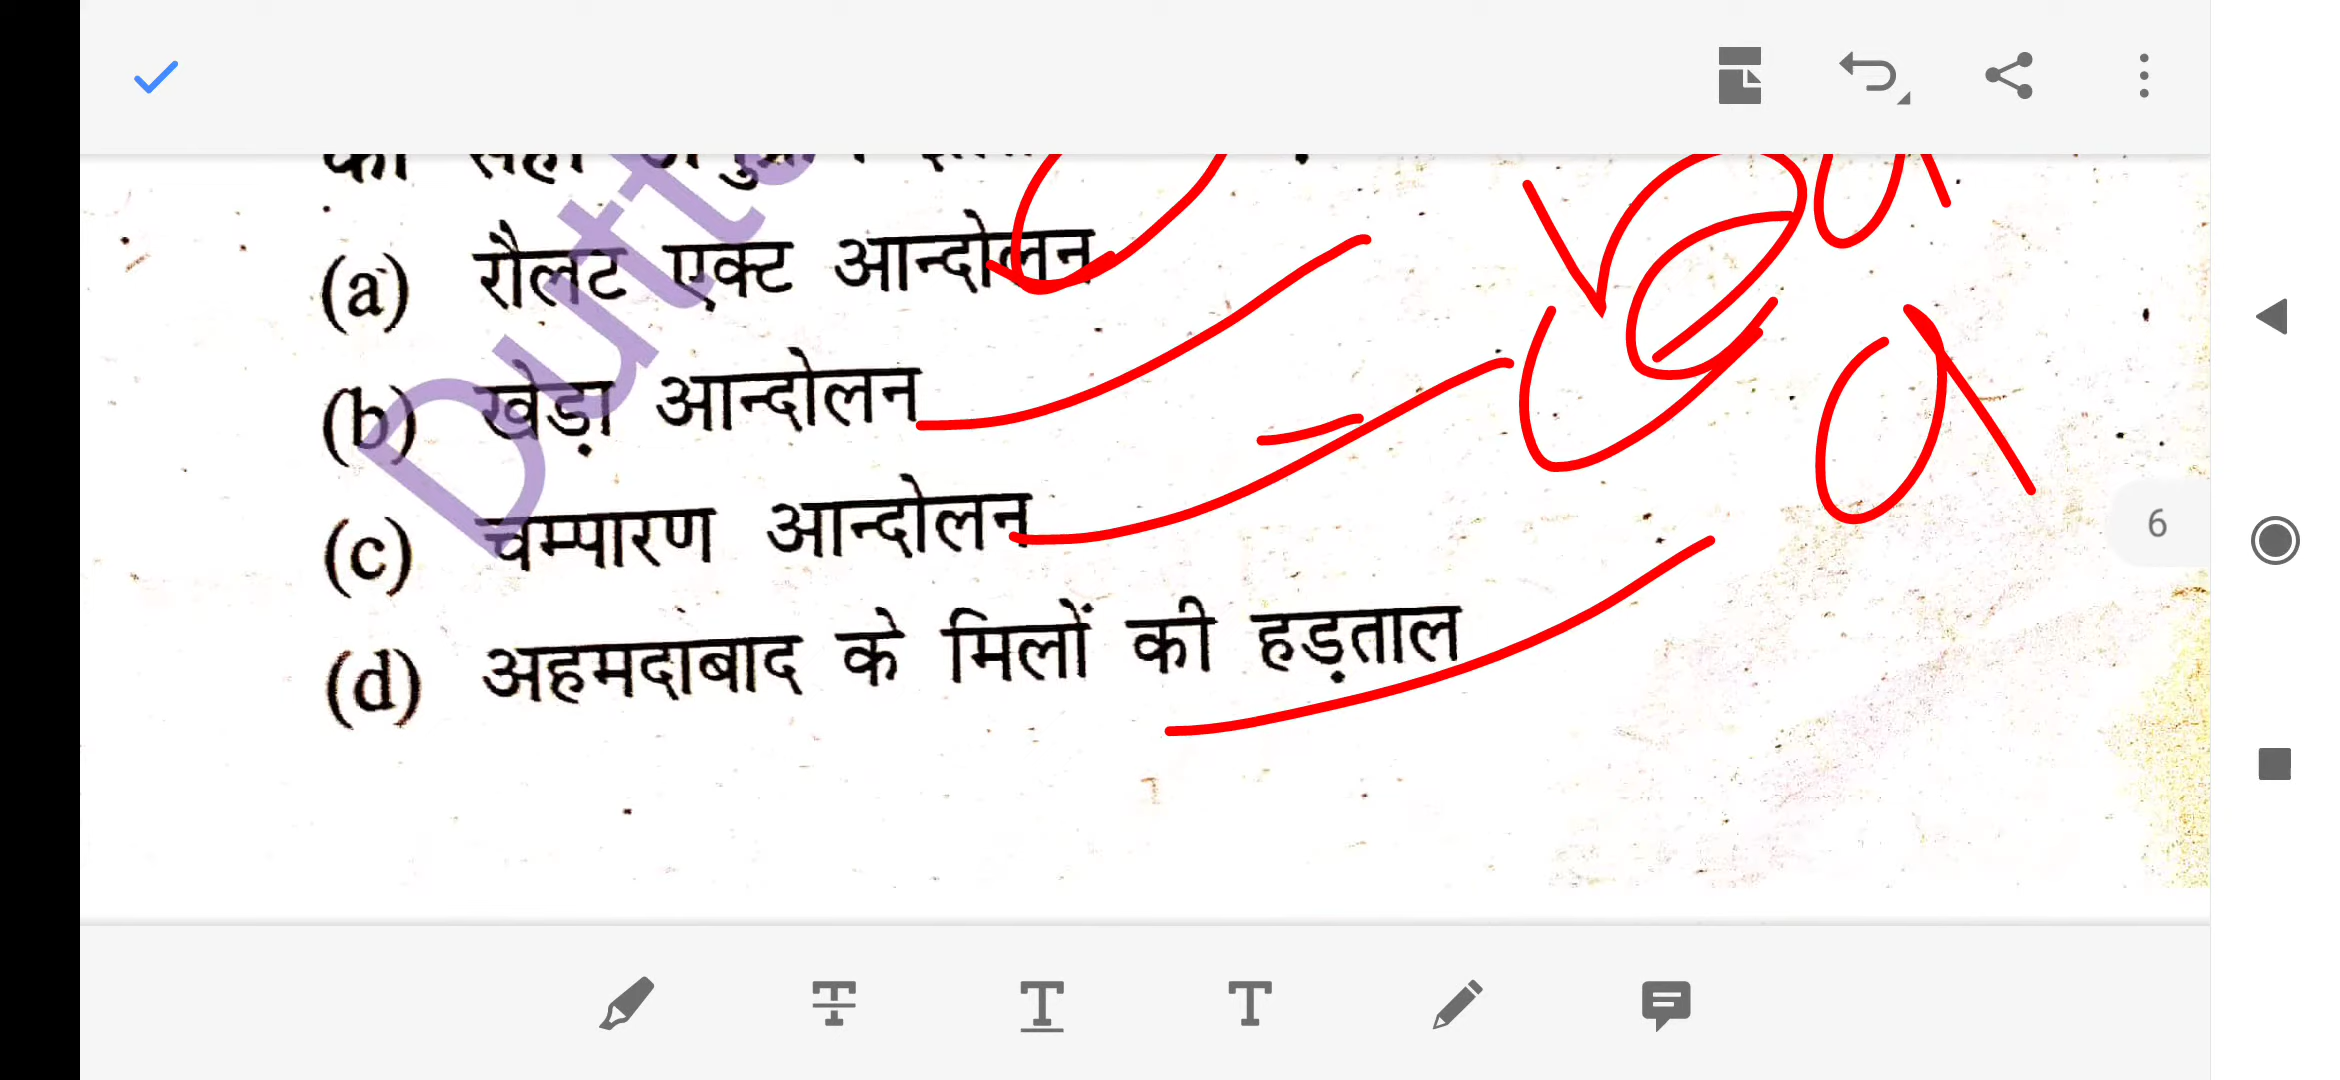 (a) रौलट एक्ट आन्दोलन
(b) खेड़ा आन्दोलन
(c) चम्पारण आन्दोलन
(d) अहमदाबाद के मिलों की हड़ताल
6